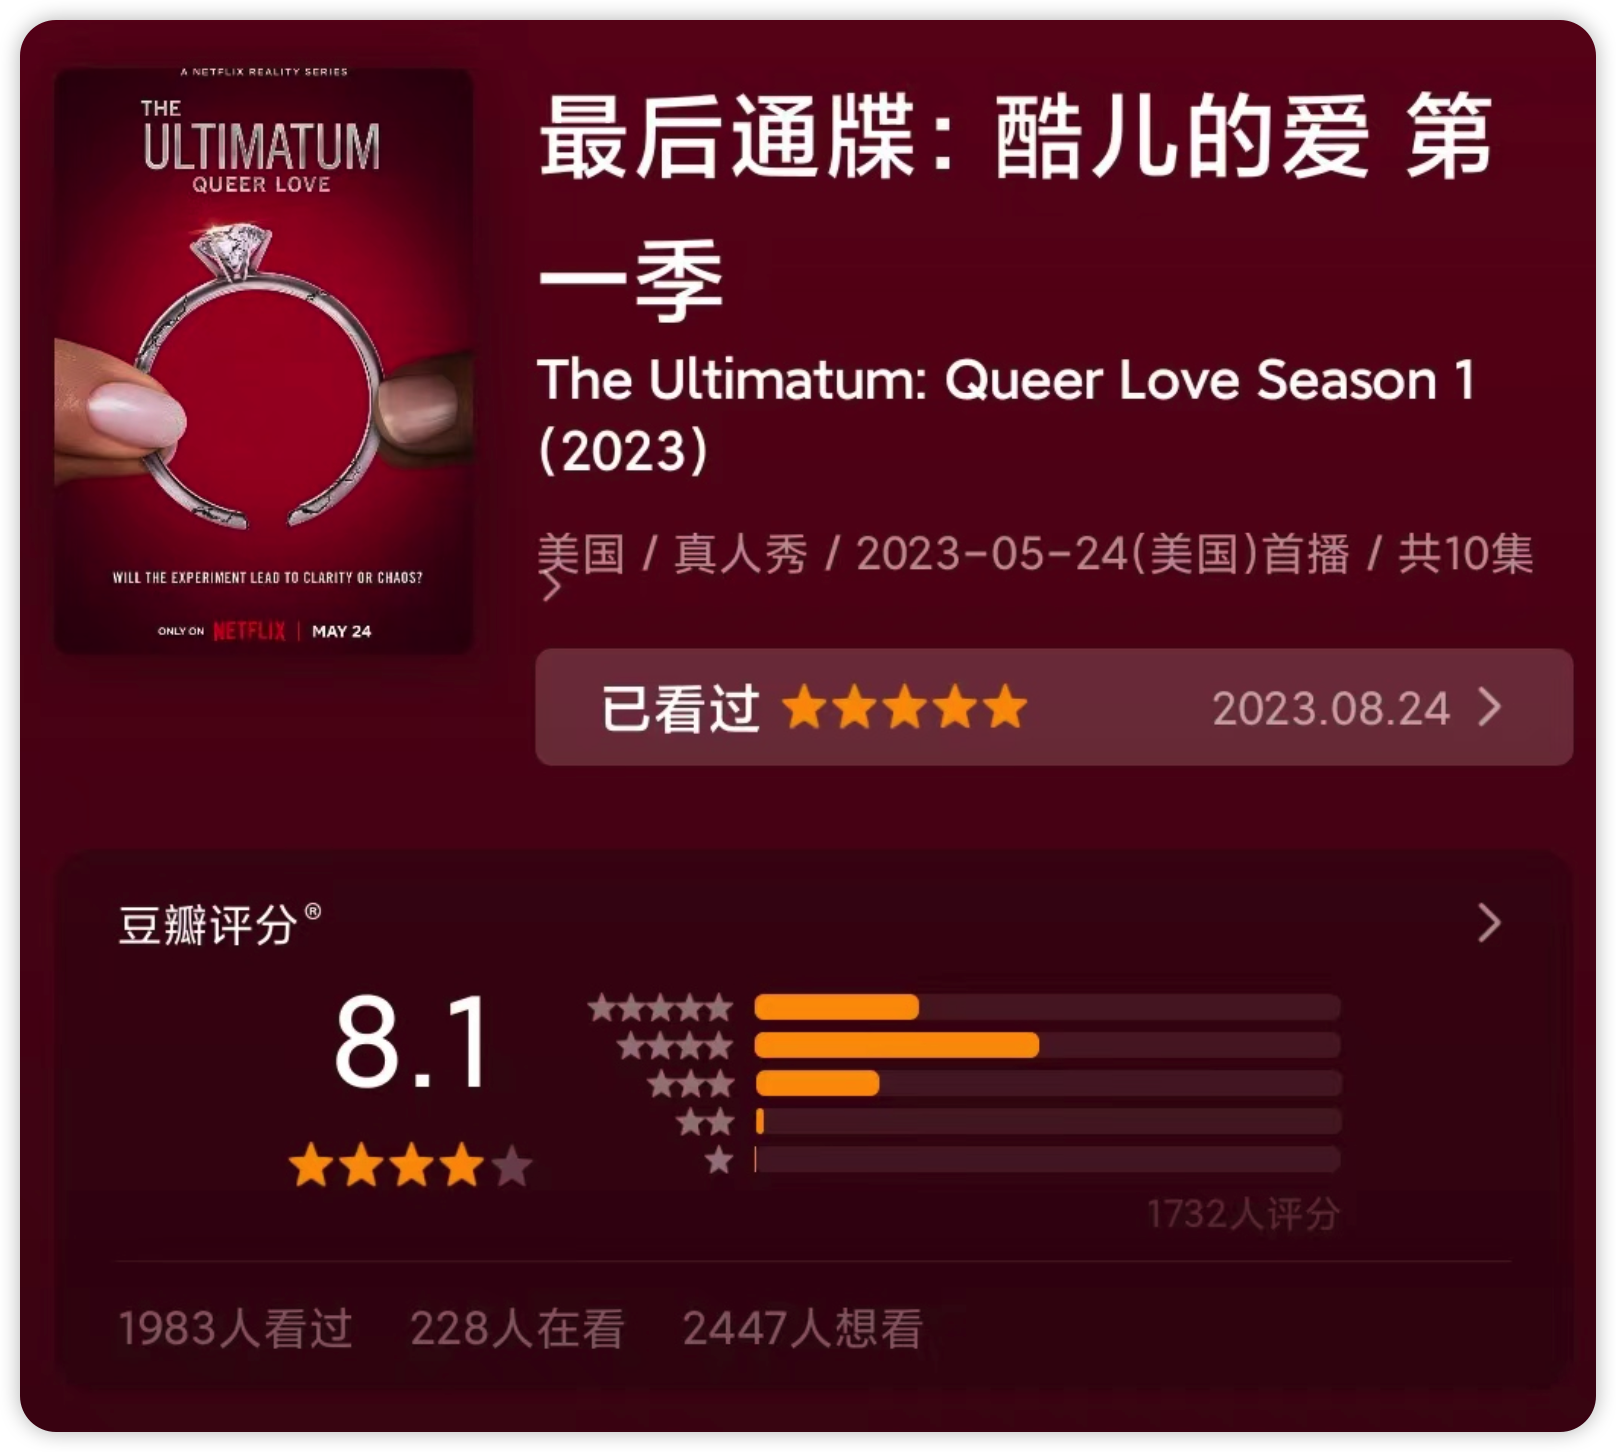 A NETFLIX REALITY SERIES
THE
ULTIMATUM
QUEER LOVE
WILL THE EXPERIMENT LEAD TO CLARITY OR CHAOS?
ONLY ON NETFLIX | MAY 24
最后通牒：酷儿的爱 第
一季
The Ultimatum: Queer Love Season 1
(2023)
美国 / 真人秀 / 2023-05-24(美国)首播 / 共10集
已看过 2023.08.24
豆瓣评分®
8.1
1732人评分
1983人看过 228人在看 2447人想看